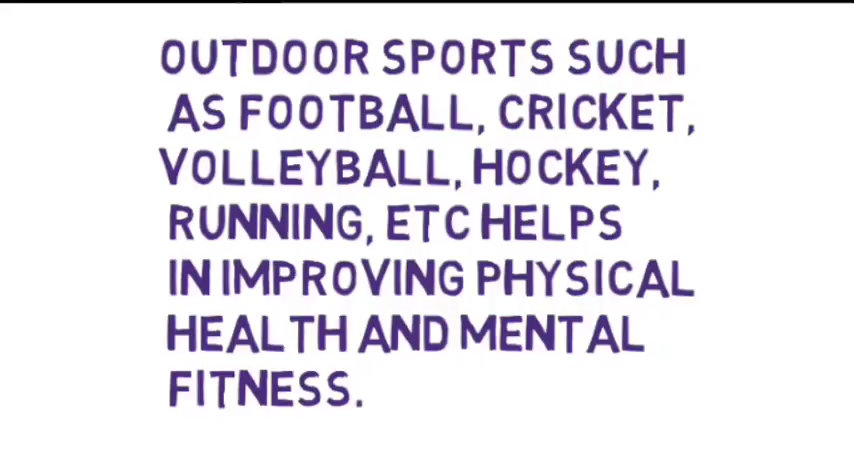 OUTDOOR SPORTS SUCH
AS FOOTBALL, CRICKET,
VOLLEYBALL, HOCKEY,
RUNNING, ETC HELPS
IN IMPROVING PHYSICAL
HEALTH AND MENTAL
FITNESS.